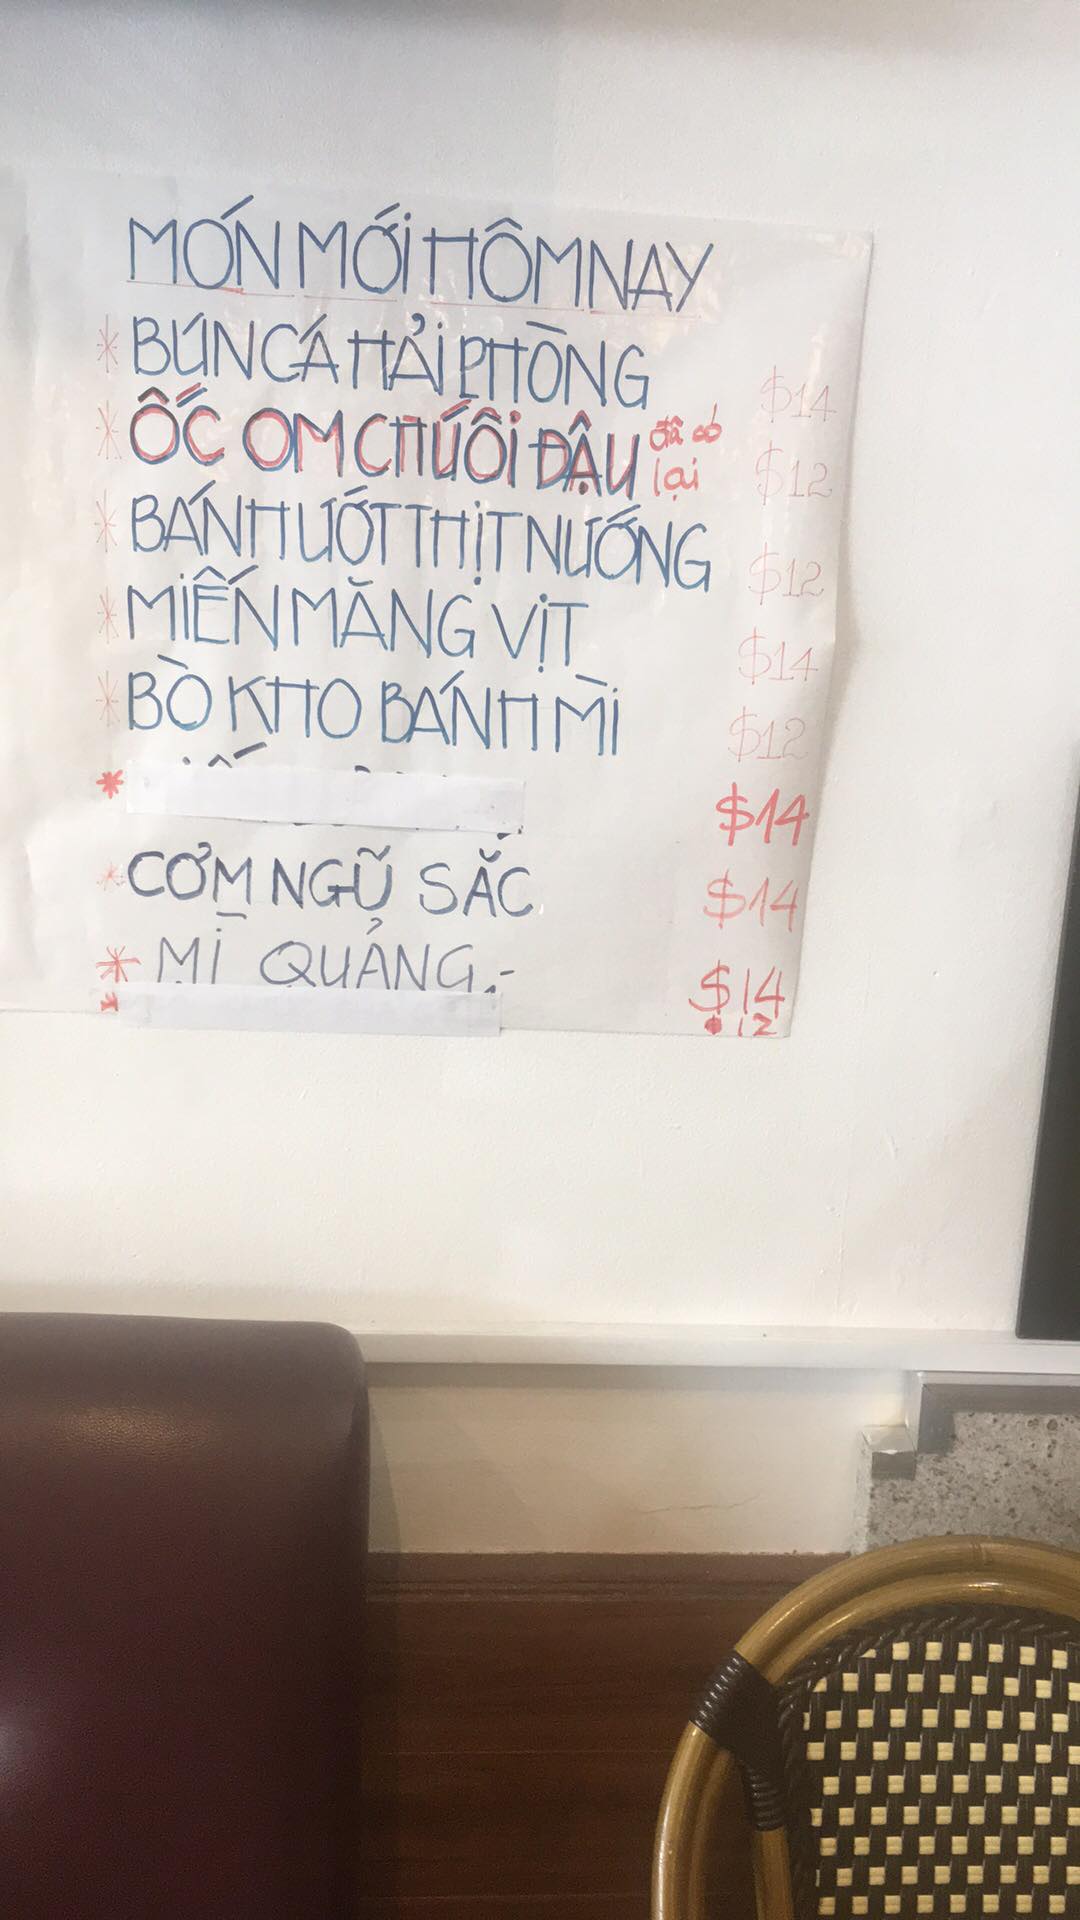 MÓN MỚI HÔM NAY
* BÚN CÁ HẢI PHÒNG $14
* ỐC OM CHUỐI ĐẬU đã có lại $12
* BÁNH ƯỚT THỊT NƯỚNG $12
* MIẾN MĂNG VỊT $14
* BÒ KHO BÁNH MÌ $12
* $14
* CƠM NGŨ SẮC $14
* MÌ QUẢNG.- $14
* $12